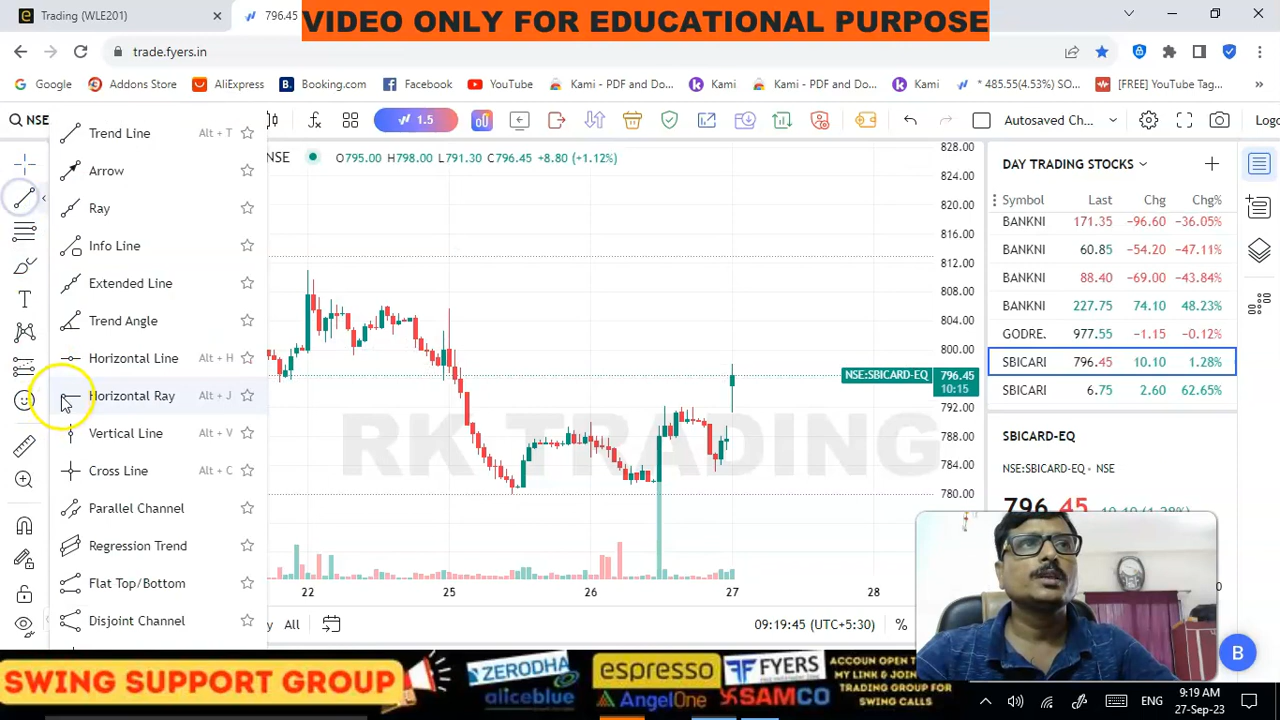 Trading (WLE201)
796.45
VIDEO ONLY FOR EDUCATIONAL PURPOSE
trade.fyers.in
Google
Addons Store
AliExpress
Booking.com
Facebook
YouTube
Kami - PDF and Do...
Kami
Kami - PDF and Do...
Kami
* 485.55(4.53%) SO...
[FREE] YouTube Tag...
NSE
1.5
Autosaved Ch...
Trend Line Alt + T
Arrow
Ray
Info Line
Extended Line
Trend Angle
Horizontal Line Alt + H
Horizontal Ray Alt + J
Vertical Line Alt + V
Cross Line Alt + C
Parallel Channel
Regression Trend
Flat Top/Bottom
Disjoint Channel
NSE O795.00 H798.00 L791.30 C796.45 +8.80 (+1.12%)
828.00
824.00
820.00
816.00
812.00
808.00
804.00
800.00
NSE:SBICARD-EQ 796.45
10:15
792.00
788.00
784.00
780.00
RK TRADING
22 25 26 27 28
All
09:19:45 (UTC+5:30) %
DAY TRADING STOCKS
Symbol Last Chg Chg%
BANKNI 171.35 −96.60 −36.05%
BANKNI 60.85 −54.20 −47.11%
BANKNI 88.40 −69.00 −43.84%
BANKNI 227.75 74.10 48.23%
GODRE. 977.55 −1.15 −0.12%
SBICARI 796.45 10.10 1.28%
SBICARI 6.75 2.60 62.65%
SBICARD-EQ
NSE:SBICARD-EQ • NSE
796.45 10.10 (1.28%)
B
SWING SUPPORT GROUP
ZERODHA
aliceblue
espresso
AngelOne
FYERS
SAMCO
ACCOUN OPEN T
MY LINK & JOIN
TRADING GROUP FOR
SWING CALLS
ENG
9:19 AM
27-Sep-23